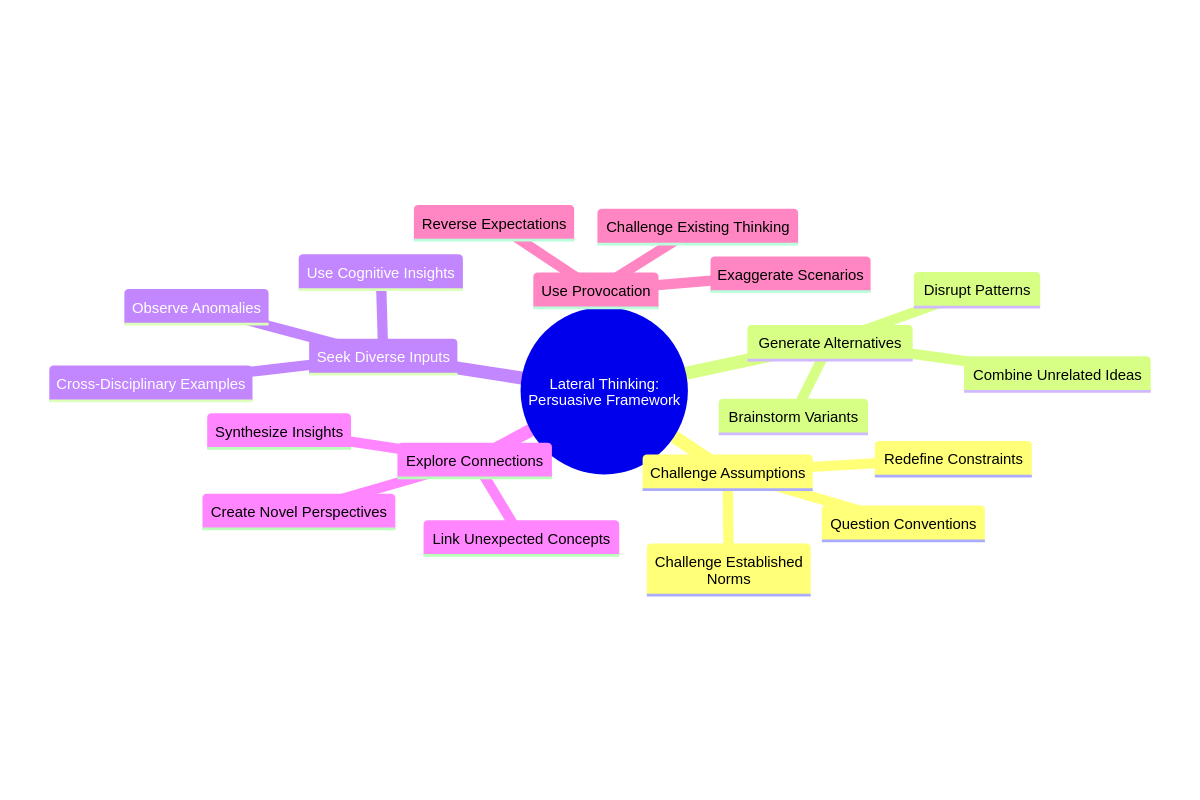 Lateral Thinking:
Persuasive Framework
Use Provocation
Reverse Expectations
Challenge Existing Thinking
Exaggerate Scenarios
Generate Alternatives
Disrupt Patterns
Combine Unrelated Ideas
Brainstorm Variants
Challenge Assumptions
Redefine Constraints
Question Conventions
Challenge Established
Norms
Explore Connections
Synthesize Insights
Create Novel Perspectives
Link Unexpected Concepts
Seek Diverse Inputs
Use Cognitive Insights
Observe Anomalies
Cross-Disciplinary Examples